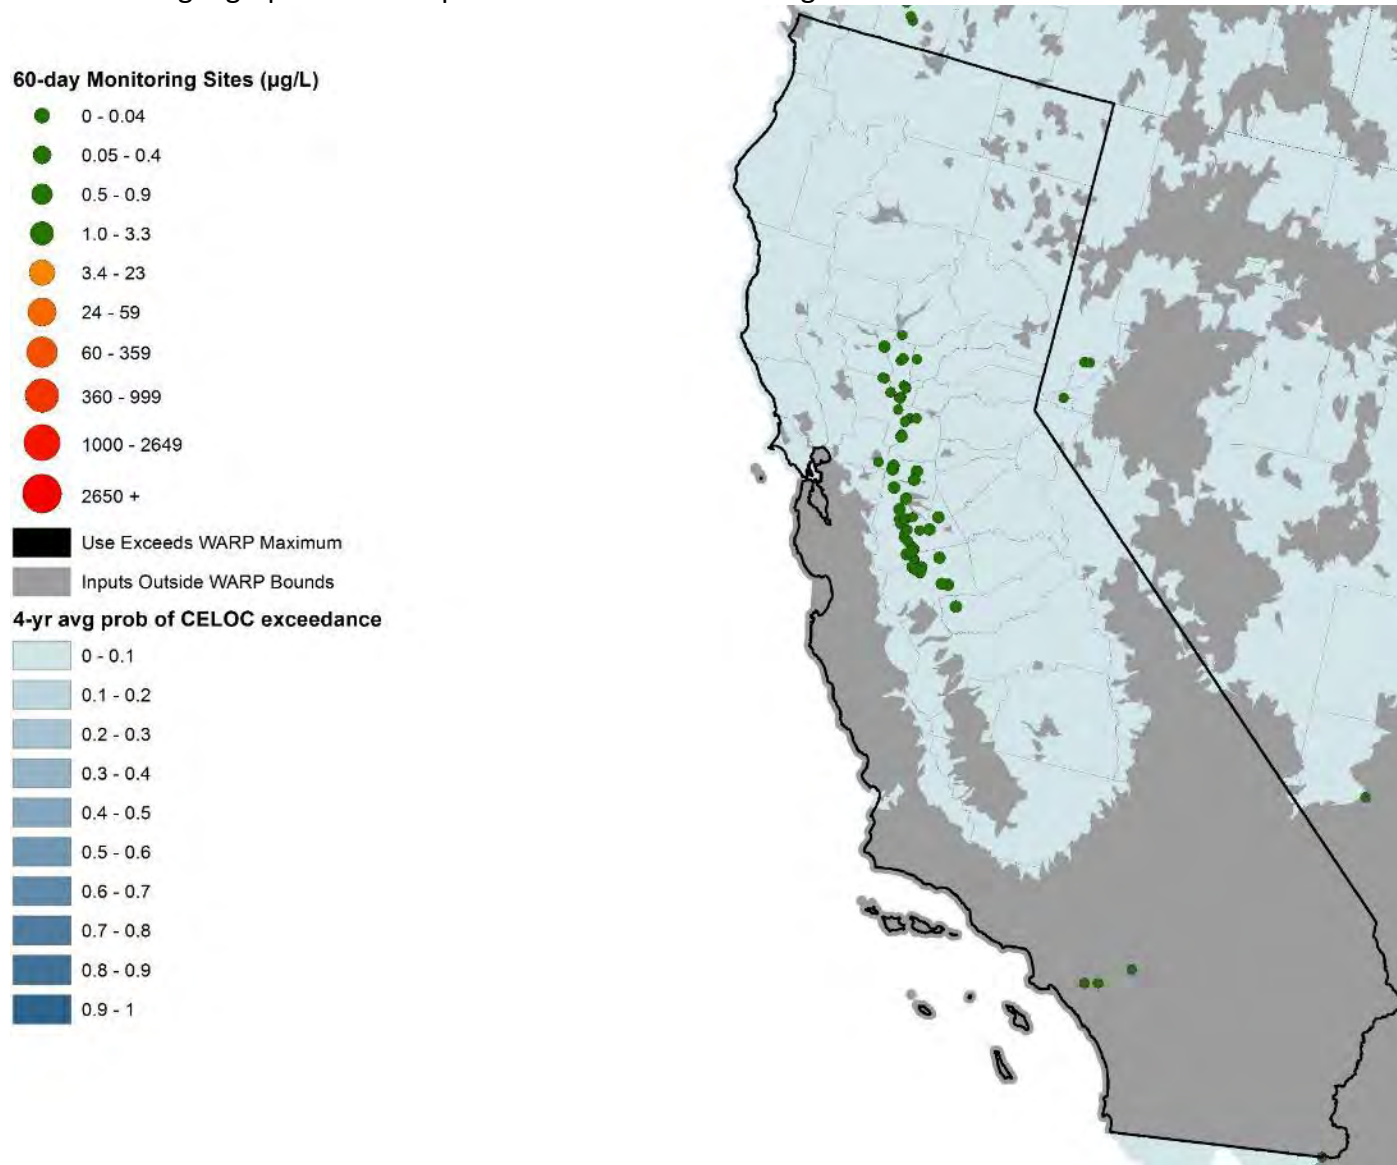 60-day Monitoring Sites (µg/L)
0 - 0.04
0.05 - 0.4
0.5 - 0.9
1.0 - 3.3
3.4 - 23
24 - 59
60 - 359
360 - 999
1000 - 2649
2650 +
Use Exceeds WARP Maximum
Inputs Outside WARP Bounds
4-yr avg prob of CELOC exceedance
0 - 0.1
0.1 - 0.2
0.2 - 0.3
0.3 - 0.4
0.4 - 0.5
0.5 - 0.6
0.6 - 0.7
0.7 - 0.8
0.8 - 0.9
0.9 - 1